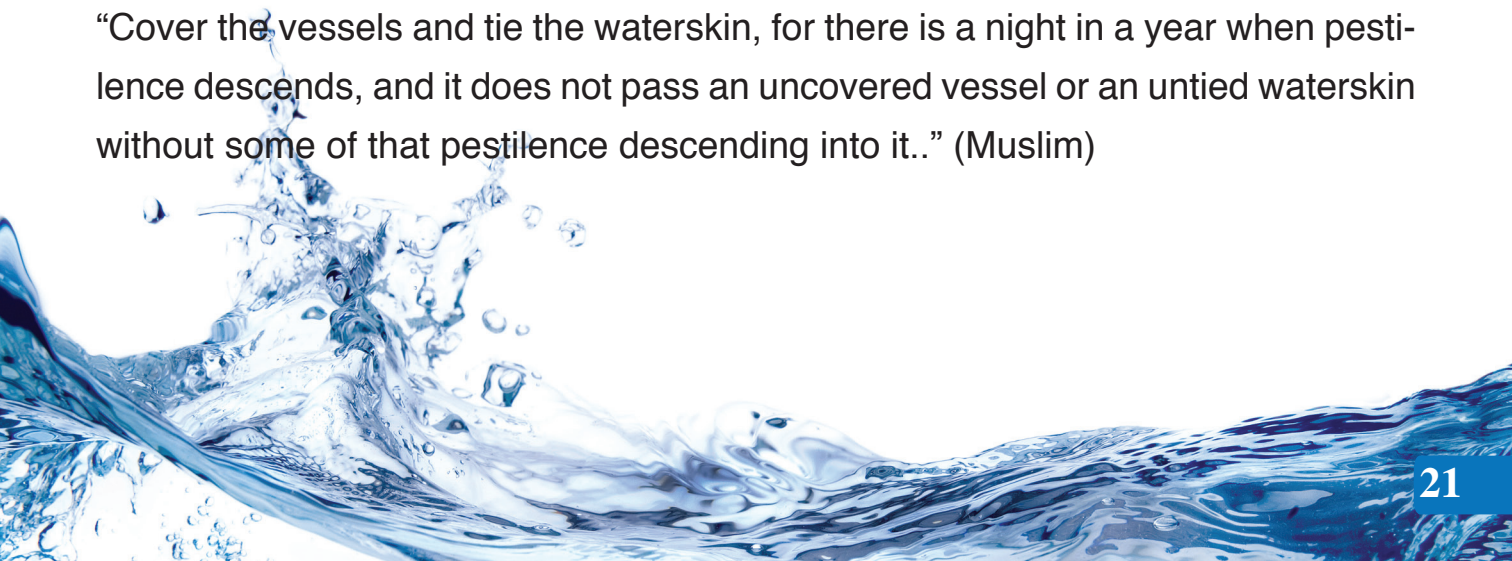 “Cover the vessels and tie the waterskin, for there is a night in a year when pesti-
lence descends, and it does not pass an uncovered vessel or an untied waterskin
without some of that pestilence descending into it..” (Muslim)
21